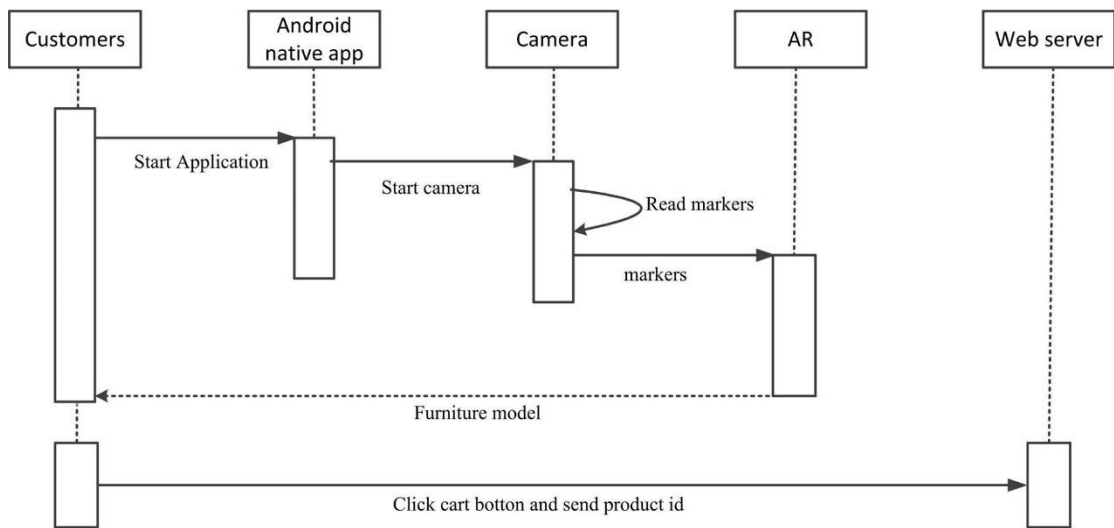 Customers
Android
native app
Camera
AR
Web server
Start Application
Start camera
Read markers
markers
Furniture model
Click cart botton and send product id